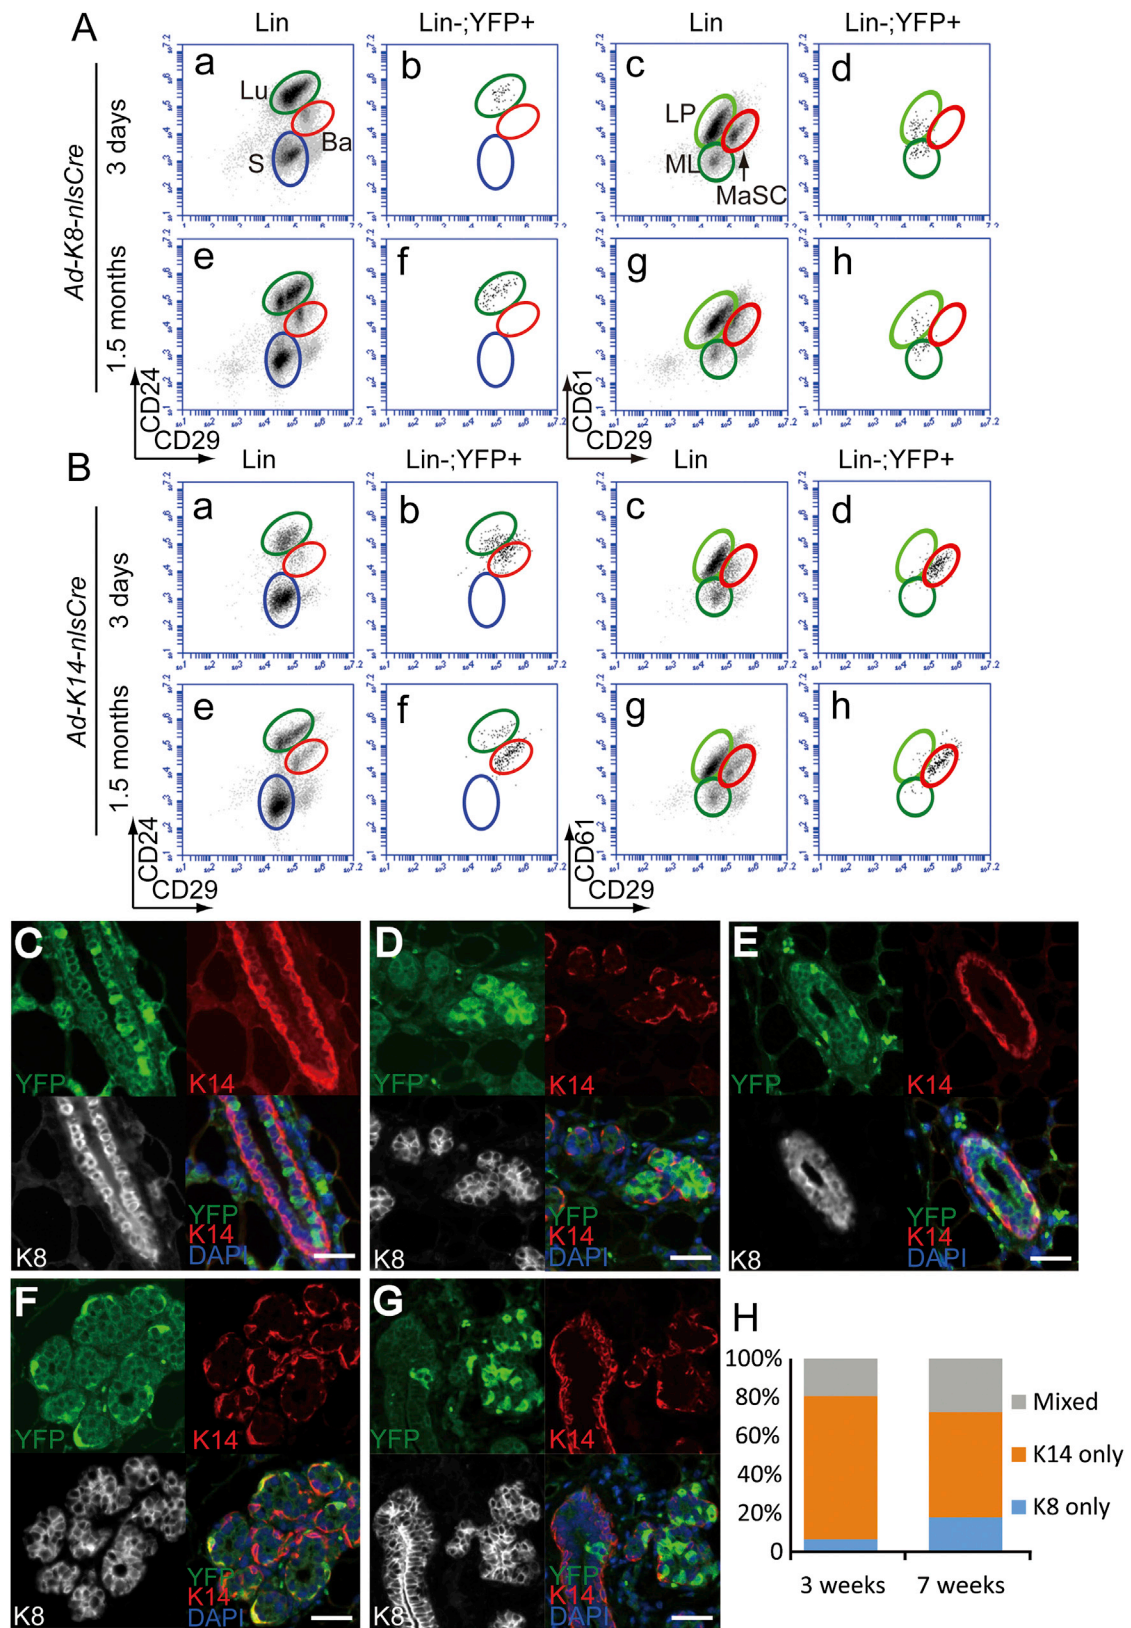 A
Lin
Lin-;YFP+
Lin
Lin-;YFP+
Ad-K8-nlsCre
3 days
1.5 months
a
Lu
Ba
S
b
c
LP
ML
MaSC
d
e
f
g
h
CD24
CD29
CD61
CD29
B
Lin
Lin-;YFP+
Lin
Lin-;YFP+
Ad-K14-nlsCre
3 days
1.5 months
a
b
c
d
e
f
g
h
CD24
CD29
CD61
CD29
C
YFP
K14
K8
YFP
K14
DAPI
D
YFP
K14
K8
YFP
K14
DAPI
E
YFP
K14
K8
YFP
K14
DAPI
F
YFP
K14
K8
YFP
K14
DAPI
G
YFP
K14
K8
YFP
K14
DAPI
H
100%
80%
60%
40%
20%
0
3 weeks
7 weeks
Mixed
K14 only
K8 only